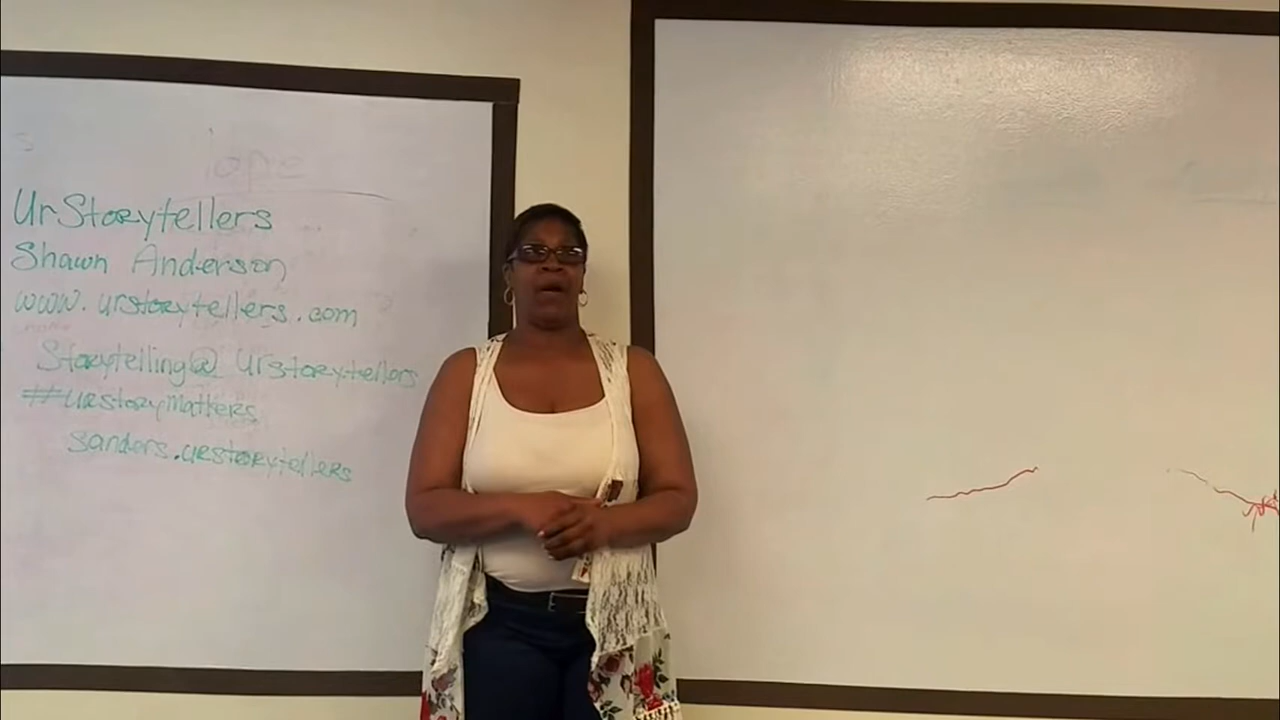 UrStorytellers
Shawn Anderson
www.urstorytellers.com
Storytelling@ Urstorytellers
#urstoryMatters
sanders.urstorytellers